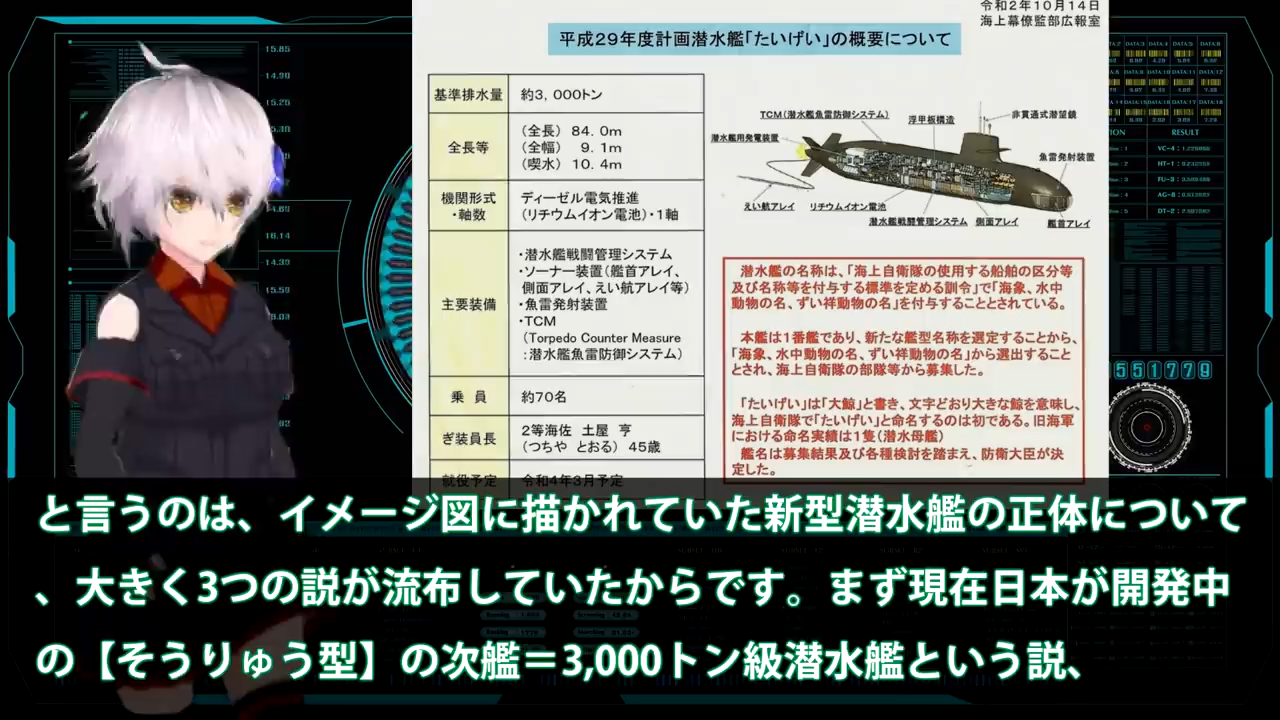 令和2年10月14日
海上幕僚監部広報室
平成29年度計画潜水艦「たいげい」の概要について
基準排水量
約3,000トン
全長等
(全長) 84.0m
(全幅) 9.1m
(喫水) 10.4m
機関形式
・軸数
ディーゼル電気推進
(リチウムイオン電池)・1軸
主要装備
・潜水艦戦闘管理システム
・ソーナー装置(艦首アレイ、
側面アレイ、えい航アレイ等)
・魚雷発射装置
・TCM
(Torpedo Counter Measure
:潜水艦魚雷防御システム)
乗員
約70名
ぎ装員長
2等海佐 土屋 亨
(つちや とおる) 45歳
就役予定
令和4年3月予定
TCM(潜水艦魚雷防御システム)
浮甲板構造
非貫通式潜望鏡
潜水艦用発電装置
魚雷発射装置
えい航アレイ
リチウムイオン電池
潜水艦戦闘管理システム
側面アレイ
艦首アレイ
潜水艦の名称は、「海上自衛隊の使用する船舶の区分等
及び名称等を付与する標準を定める訓令」で「海象、水中
動物の名、ずい祥動物の名」を付与することとされている。
本艦は1番艦であり、新たな艦型名称を選定することから、
「海象、水中動物の名、ずい祥動物の名」から選出すること
とされ、海上自衛隊の部隊等から募集した。
「たいげい」は「大鯨」と書き、文字どおり大きな鯨を意味し、
海上自衛隊で「たいげい」と命名するのは初である。旧海軍
における命名実績は1隻(潜水母艦)
艦名は募集結果及び各種検討を踏まえ、防衛大臣が決
定した。
15.85
14.90
15.25
16.14
14.39
15.59
RESULT
551779
と言うのは、イメージ図に描かれていた新型潜水艦の正体について
、大きく3つの説が流布していたからです。まず現在日本が開発中
の【そうりゅう型】の次艦＝3,000トン級潜水艦という説、